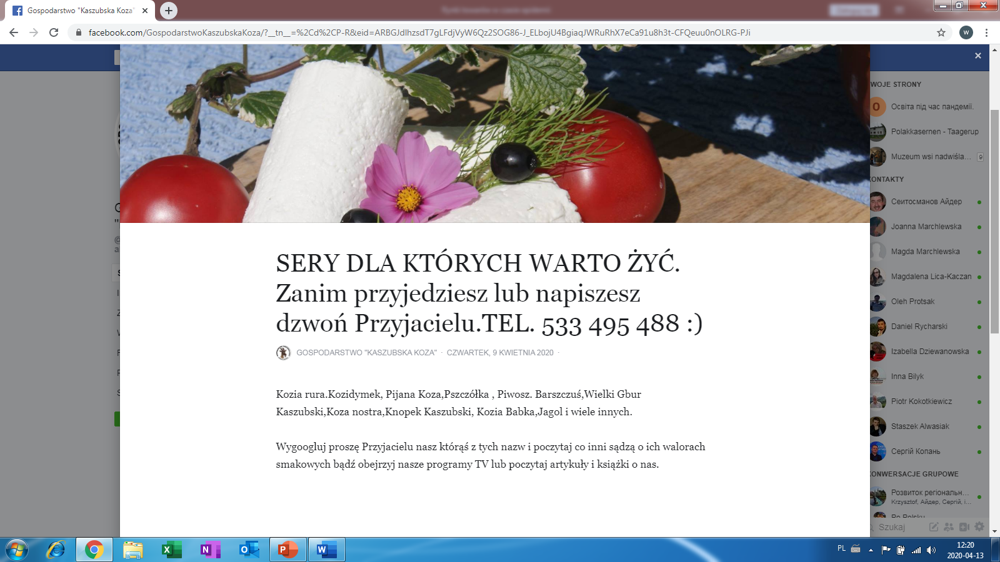 Gospodarstwo "Kaszubska Koza"
facebook.com/GospodarstwoKaszubskaKoza/?__tn__=%2Cd%2CP-R&eid=ARBGJdIhzsdT7gLFdjVyW6Qz2SOG86-J_ELbojU4BgiaqJWRuRhX7eCa91u8h3t-CFQeuu0nOLRG-PJi
W
SERY DLA KTÓRYCH WARTO ŻYĆ.
Zanim przyjedziesz lub napiszesz
dzwoń Przyjacielu.TEL. 533 495 488 :)
GOSPODARSTWO "KASZUBSKA KOZA" · CZWARTEK, 9 KWIETNIA 2020 ·
Kozia rura.Kozidymek, Pijana Koza,Pszczółka , Piwosz. Barszczuś,Wielki Gbur
Kaszubski,Koza nostra,Knopek Kaszubski, Kozia Babka,Jagol i wiele innych.
Wygoogluj proszę Przyjacielu nasz którąś z tych nazw i poczytaj co inni sądzą o ich walorach
smakowych bądź obejrzyj nasze programy TV lub poczytaj artykuły i książki o nas.
WOJE STRONY
О
Освіта під час пандемії.
Polakkasernen - Taagerup
Muzeum wsi nadwiśla... 9
ONTAKTY
Сеитосманов Айдер
Joanna Marchlewska
Magda Marchlewska
Magdalena Lica-Kaczan
Oleh Protsak
Daniel Rycharski
Izabella Dziewanowska
Inna Bilyk
Piotr Kokotkiewicz
Staszek Alwasiak
Сергій Копань
ONWERSACJE GRUPOWE
Розвиток регіональн...
Krzysztof, Айдер, Сергій, i...
Po Polsku
Szukaj
PL
12:20
2020-04-13